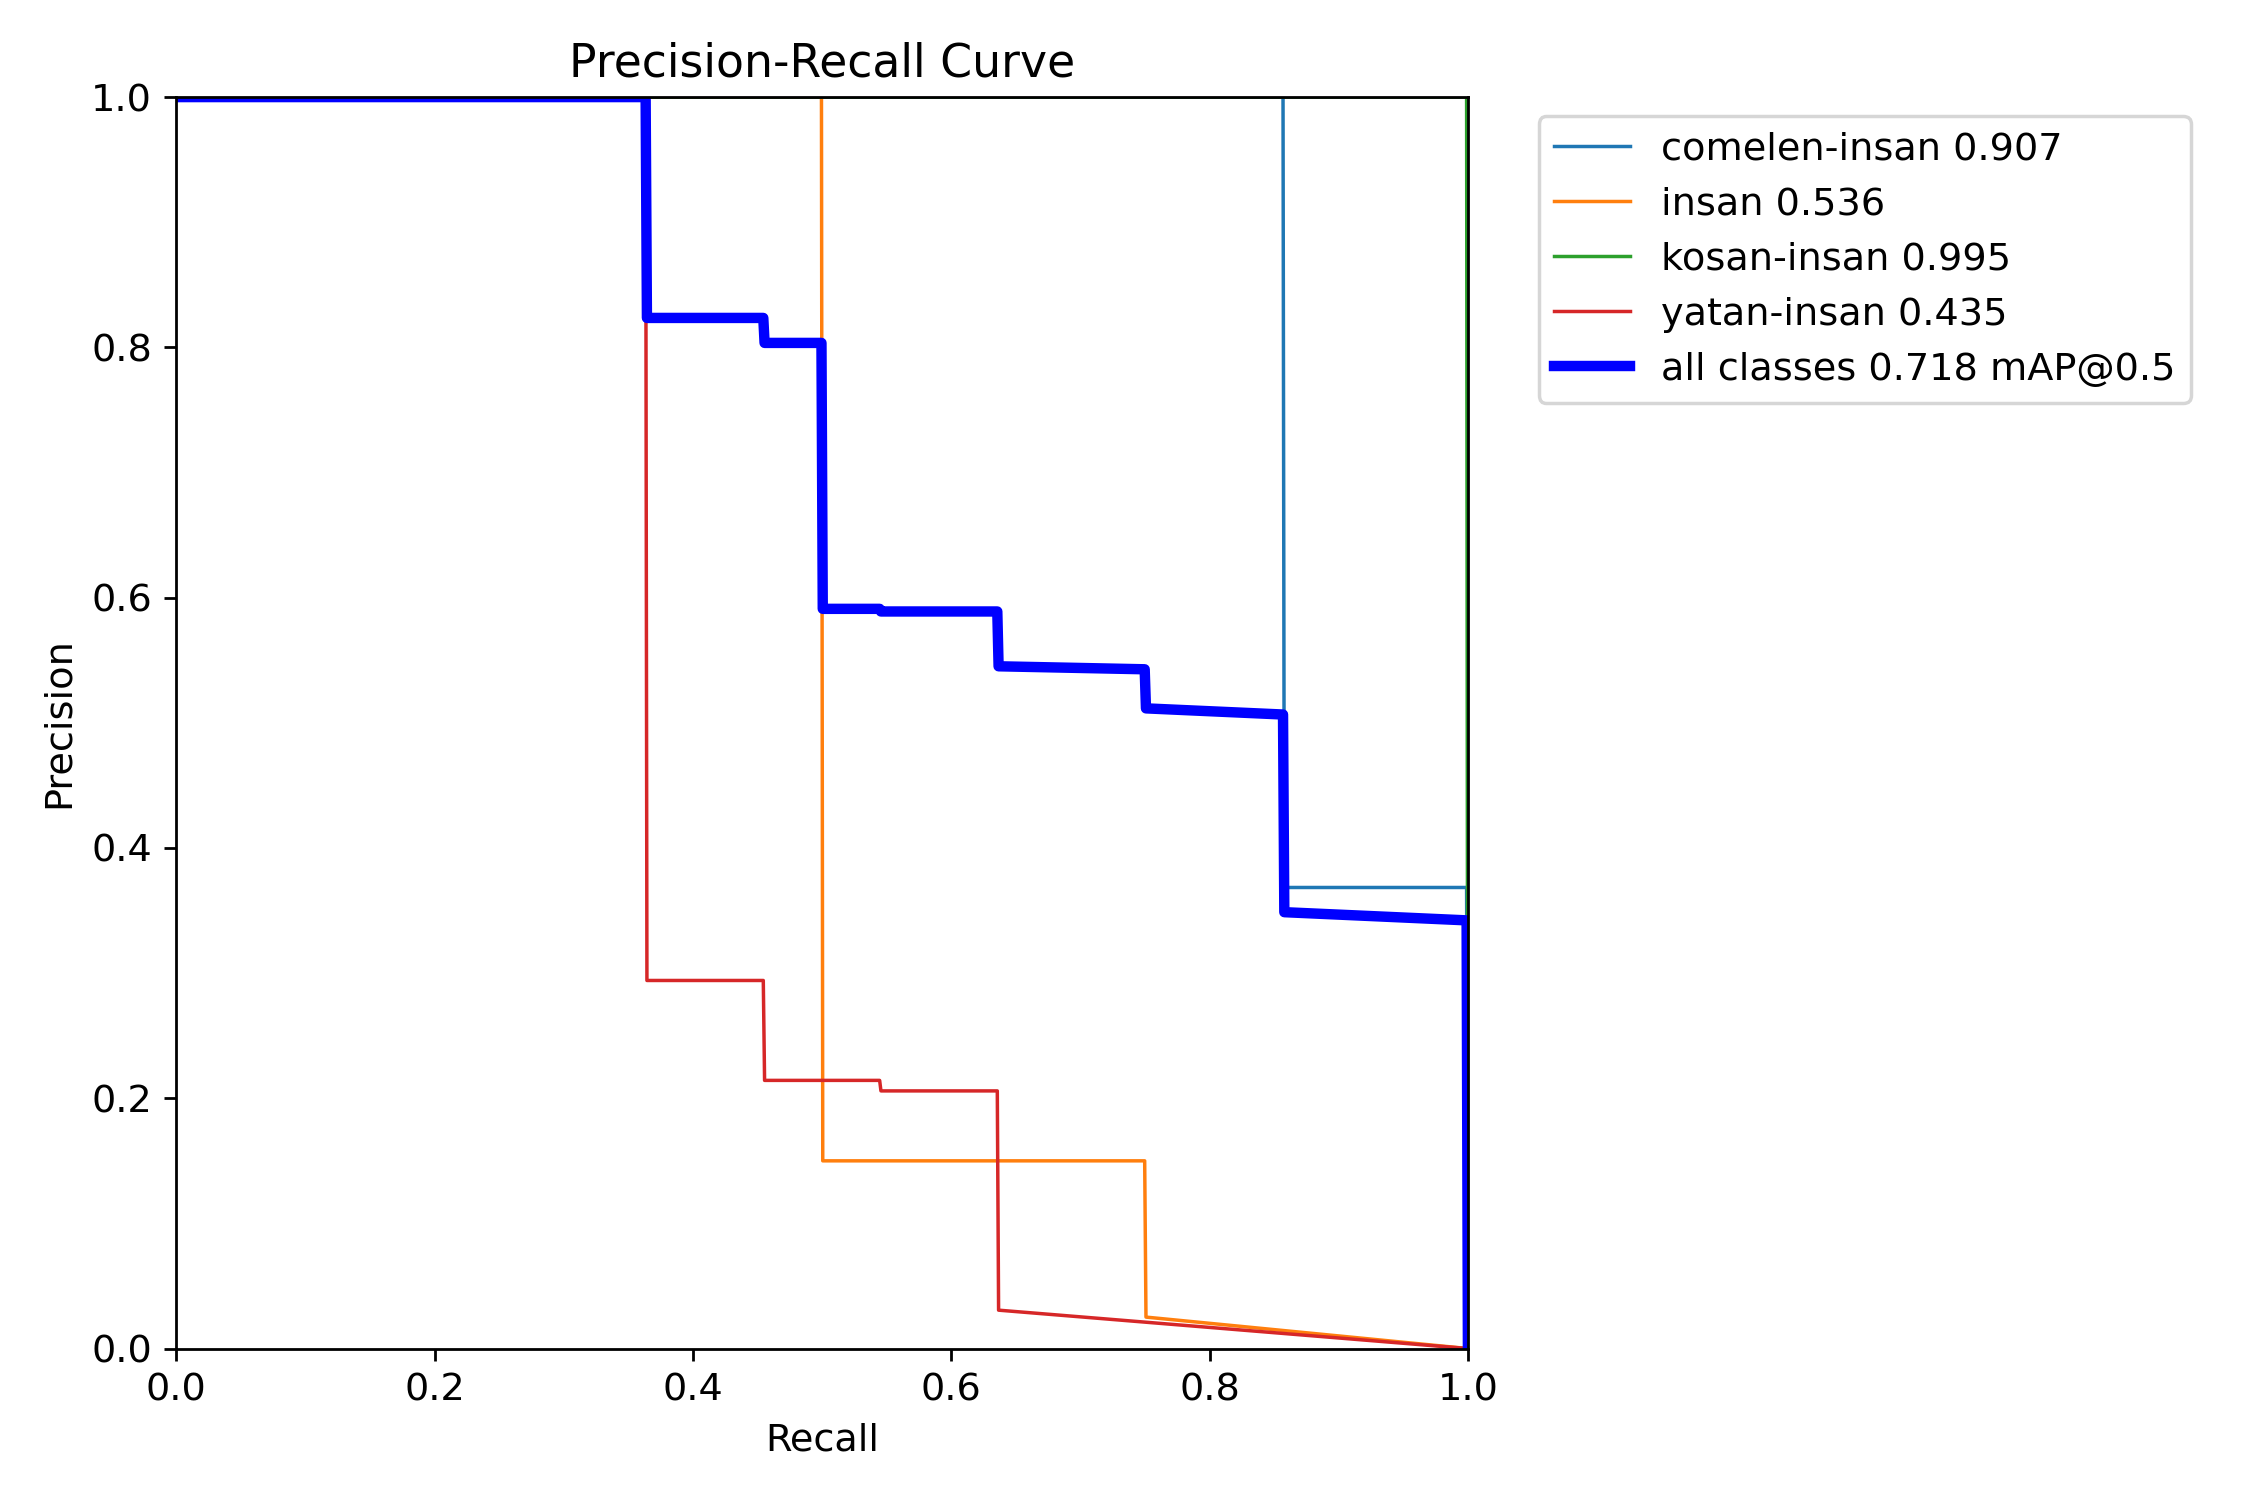 Precision-Recall Curve
1.0
0.8
0.6
0.4
0.2
0.0
Precision
0.0 0.2 0.4 0.6 0.8 1.0
Recall
comelen-insan 0.907
insan 0.536
kosan-insan 0.995
yatan-insan 0.435
all classes 0.718 mAP@0.5